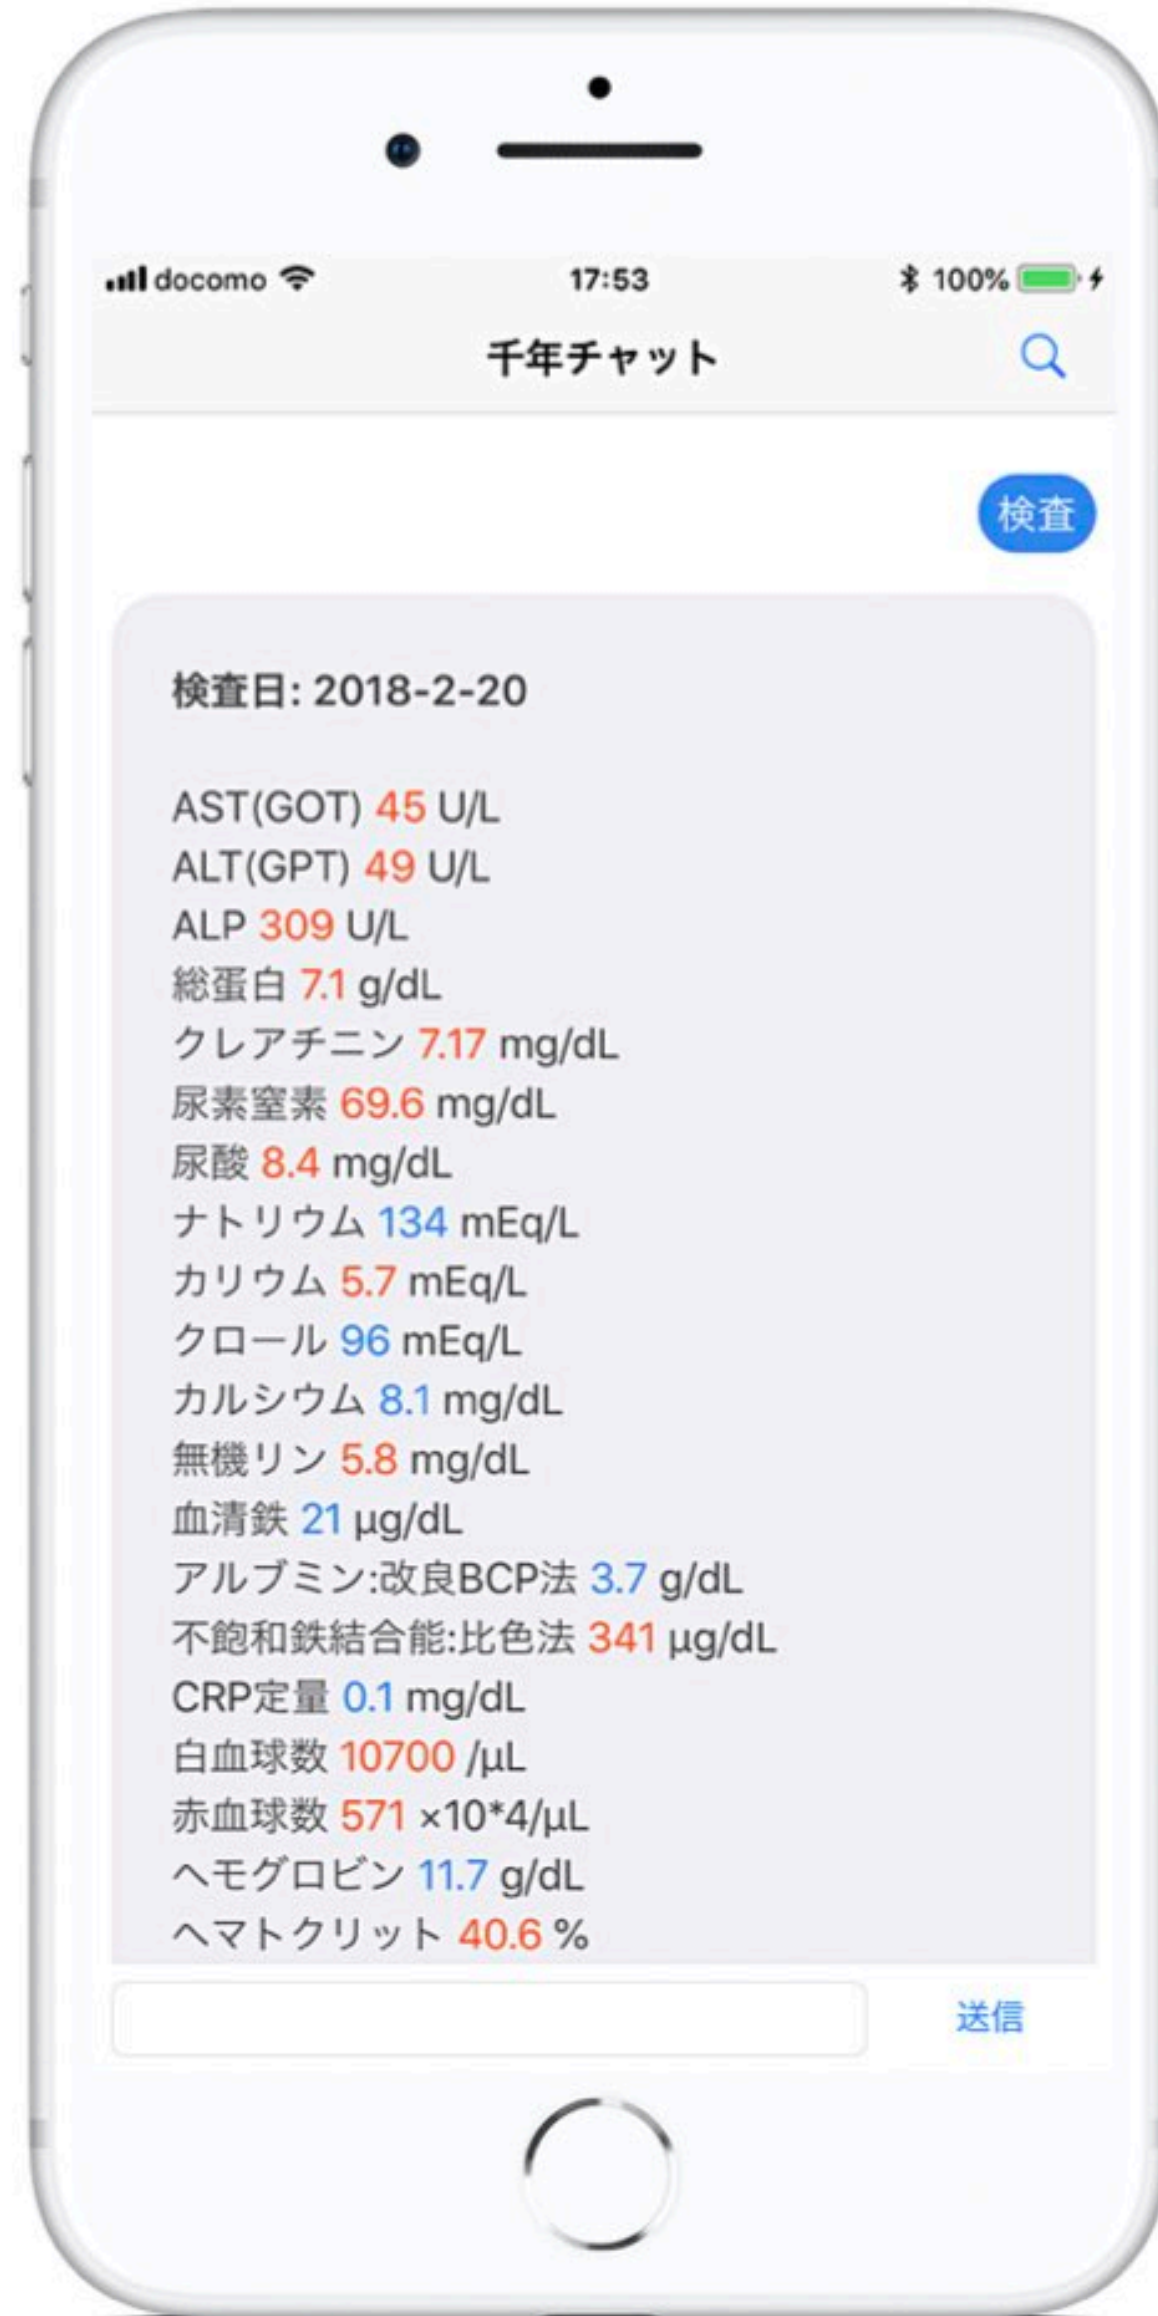 docomo 17:53 100%
千年チャット
検査
検査日: 2018-2-20
AST(GOT) 45 U/L
ALT(GPT) 49 U/L
ALP 309 U/L
総蛋白 7.1 g/dL
クレアチニン 7.17 mg/dL
尿素窒素 69.6 mg/dL
尿酸 8.4 mg/dL
ナトリウム 134 mEq/L
カリウム 5.7 mEq/L
クロール 96 mEq/L
カルシウム 8.1 mg/dL
無機リン 5.8 mg/dL
血清鉄 21 μg/dL
アルブミン:改良BCP法 3.7 g/dL
不飽和鉄結合能:比色法 341 μg/dL
CRP定量 0.1 mg/dL
白血球数 10700 /μL
赤血球数 571 ×10*4/μL
ヘモグロビン 11.7 g/dL
ヘマトクリット 40.6 %
送信